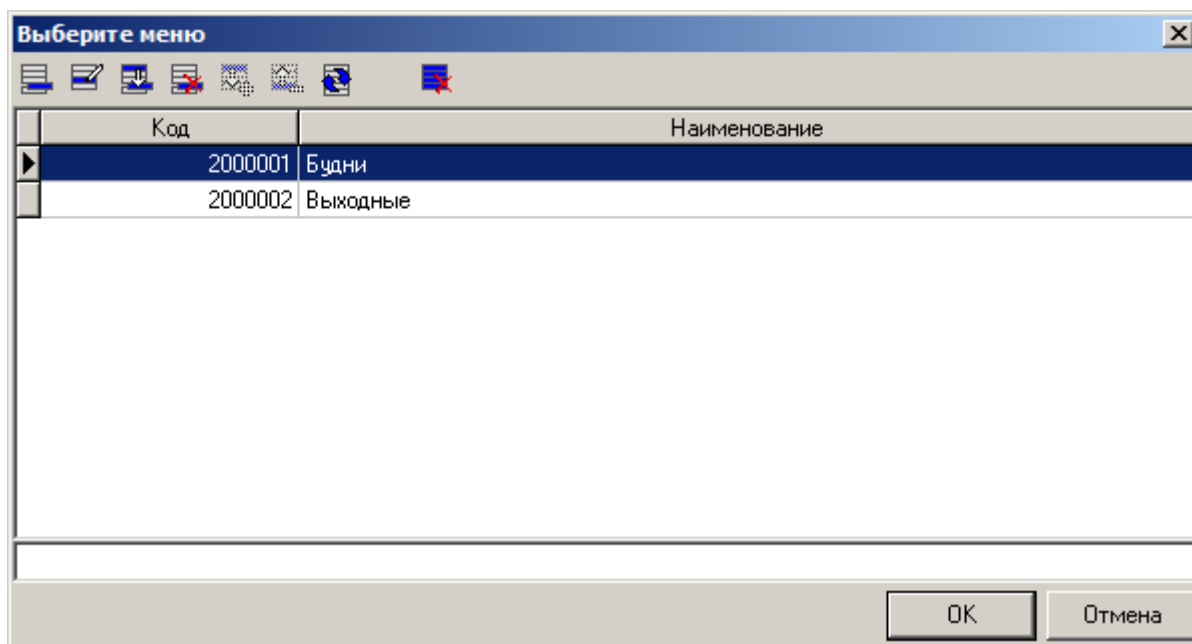 Выберите меню
Код Наименование
2000001 Будни
2000002 Выходные
OK Отмена